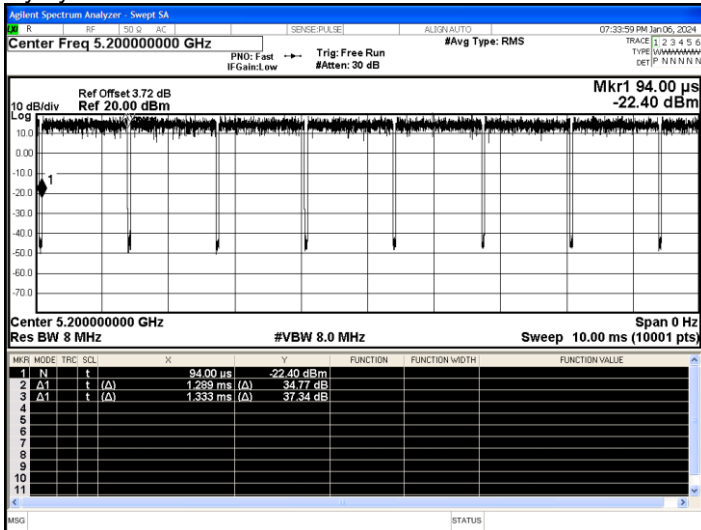 Agilent Spectrum Analyzer - Swept SA
LXI R RF 50 Ω AC SENSE:PULSE ALIGN AUTO 07:33:59 PM Jan 06, 2024
Center Freq 5.200000000 GHz #Avg Type: RMS TRACE 1 2 3 4 5 6
PNO: Fast Trig: Free Run TYPE
IFGain:Low #Atten: 30 dB DET P N N N N N
Mkr1 94.00 µs
Ref Offset 3.72 dB
10 dB/div Ref 20.00 dBm -22.40 dBm
Log
10.0
0.00
-10.0
1
-20.0
-30.0
-40.0
-50.0
-60.0
-70.0
Center 5.200000000 GHz Span 0 Hz
Res BW 8 MHz #VBW 8.0 MHz Sweep 10.00 ms (10001 pts)
MKR MODE TRC SCL X Y FUNCTION FUNCTION WIDTH FUNCTION VALUE
1 N t 94.00 µs -22.40 dBm
2 Δ1 t (Δ) 1.289 ms (Δ) 34.77 dB
3 Δ1 t (Δ) 1.333 ms (Δ) 37.34 dB
4
5
6
7
8
9
10
11
MSG STATUS